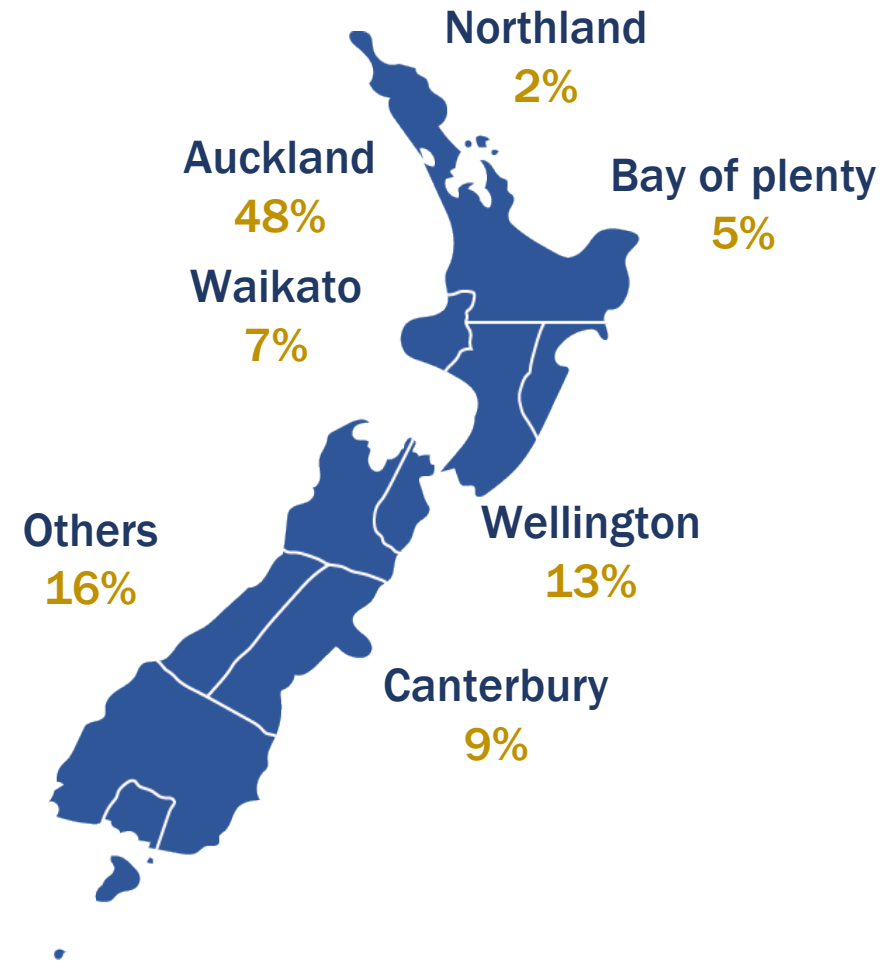 Northland
2%
Auckland
48%
Bay of plenty
5%
Waikato
7%
Others
16%
Wellington
13%
Canterbury
9%